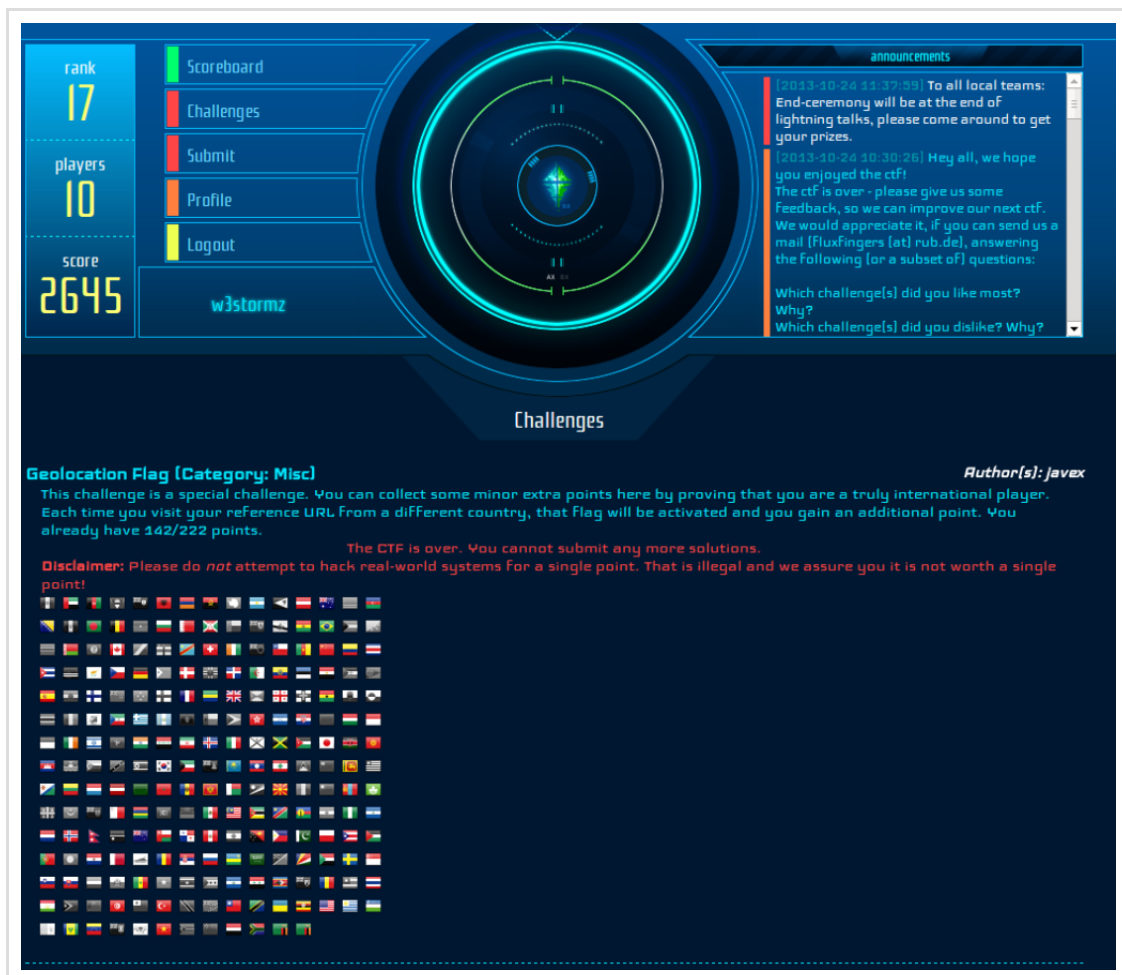 rank
17
players
10
score
2645
Scoreboard
Challenges
Submit
Profile
Logout
w3stormz
AX
announcements
[2013-10-24 11:37:59] To all local teams:
End-ceremony will be at the end of
lightning talks, please come around to get
your prizes.
[2013-10-24 10:30:26] Hey all, we hope
you enjoyed the ctf!
The ctf is over - please give us some
feedback, so we can improve our next ctf.
We would appreciate it, if you can send us a
mail (fluxfingers [at] rub.de), answering
the following (or a subset of) questions:
Which challenge(s) did you like most?
Why?
Which challenge(s) did you dislike? Why?
Challenges
Geolocation Flag (Category: Misc)
Author(s): javex
This challenge is a special challenge. You can collect some minor extra points here by proving that you are a truly international player.
Each time you visit your reference URL from a different country, that flag will be activated and you gain an additional point. You
already have 142/222 points.
The CTF is over. You cannot submit any more solutions.
Disclaimer: Please do not attempt to hack real-world systems for a single point. That is illegal and we assure you it is not worth a single
point!